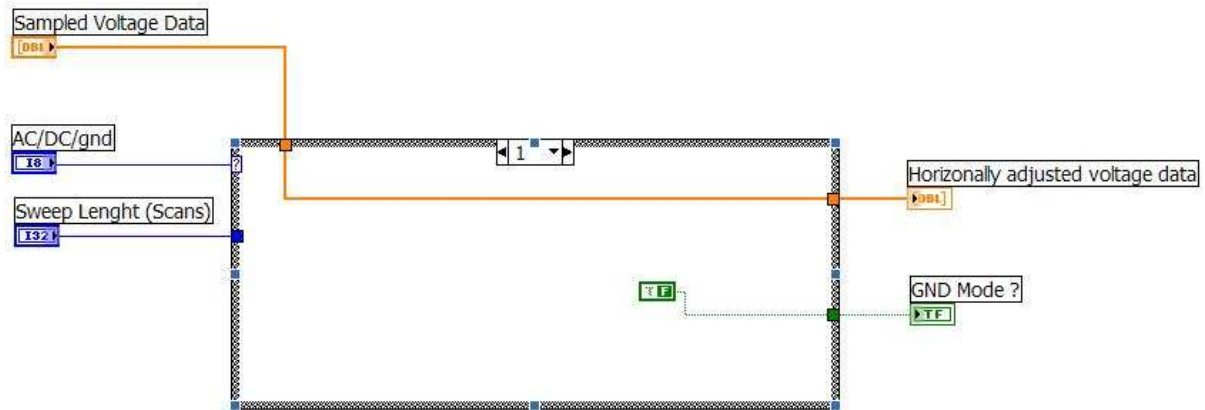 Sampled Voltage Data
[DBL]
AC/DC/gnd
I8
?
1
Sweep Lenght (Scans)
I32
Horizonally adjusted voltage data
[DBL]
F
GND Mode ?
TF